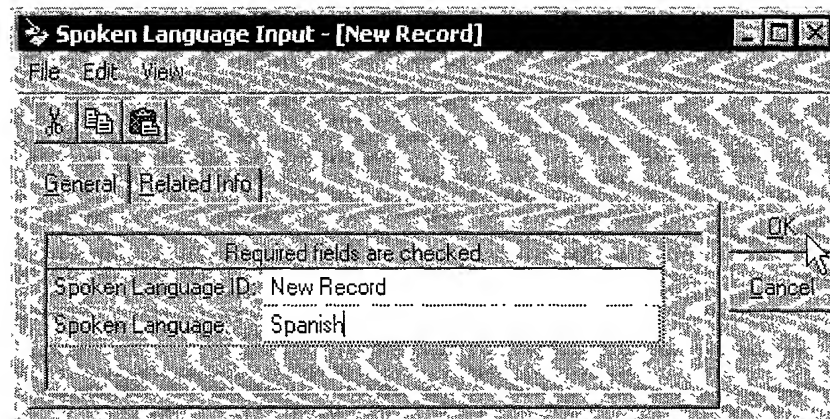 Spoken Language Input - [New Record]
File Edit View
General Related Info
Required fields are checked.
Spoken Language ID: New Record
Spoken Language: Spanish
OK
Cancel